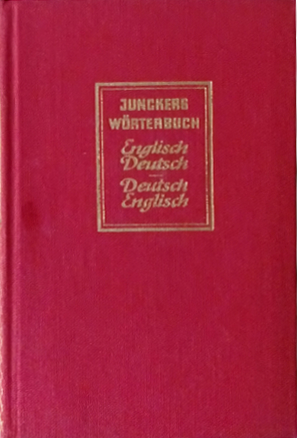 JUNCKERS
WÖRTERBUCH
Englisch
Deutsch
—
Deutsch
Englisch